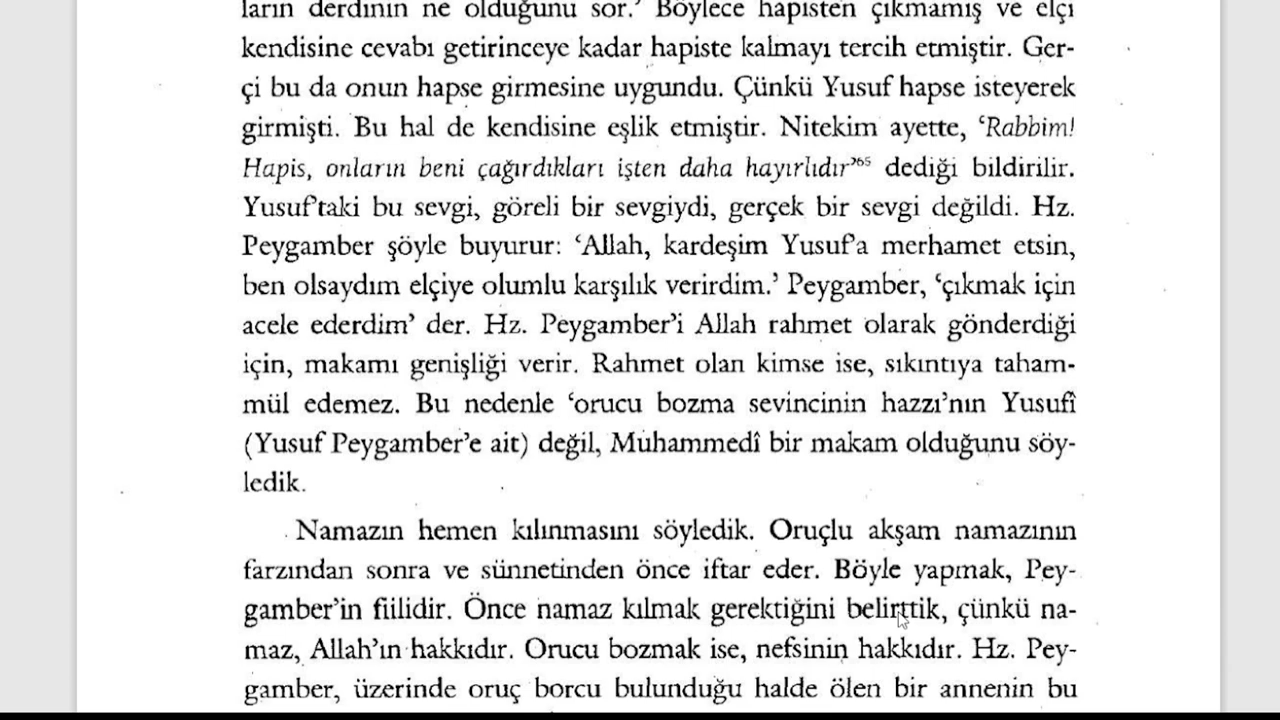 ların derdinin ne olduğunu sor.' Böylece hapisten çıkmamış ve elçi
kendisine cevabı getirinceye kadar hapiste kalmayı tercih etmiştir. Ger-
çi bu da onun hapse girmesine uygundu. Çünkü Yusuf hapse isteyerek
girmişti. Bu hal de kendisine eşlik etmiştir. Nitekim ayette, ‘Rabbim!
Hapis, onların beni çağırdıkları işten daha hayırlıdır’⁶⁵ dediği bildirilir.
Yusuf'taki bu sevgi, göreli bir sevgiydi, gerçek bir sevgi değildi. Hz.
Peygamber şöyle buyurur: ‘Allah, kardeşim Yusuf'a merhamet etsin,
ben olsaydım elçiye olumlu karşılık verirdim.’ Peygamber, ‘çıkmak için
acele ederdim’ der. Hz. Peygamber’i Allah rahmet olarak gönderdiği
için, makamı genişliği verir. Rahmet olan kimse ise, sıkıntıya taham-
mül edemez. Bu nedenle ‘orucu bozma sevincinin hazzı’nın Yusufî
(Yusuf Peygamber’e ait) değil, Muhammedî bir makam olduğunu söy-
ledik.
Namazın hemen kılınmasını söyledik. Oruçlu akşam namazının
farzından sonra ve sünnetinden önce iftar eder. Böyle yapmak, Pey-
gamber’in fiilidir. Önce namaz kılmak gerektiğini belirttik, çünkü na-
maz, Allah’ın hakkıdır. Orucu bozmak ise, nefsinin hakkıdır. Hz. Pey-
gamber, üzerinde oruç borcu bulunduğu halde ölen bir annenin bu